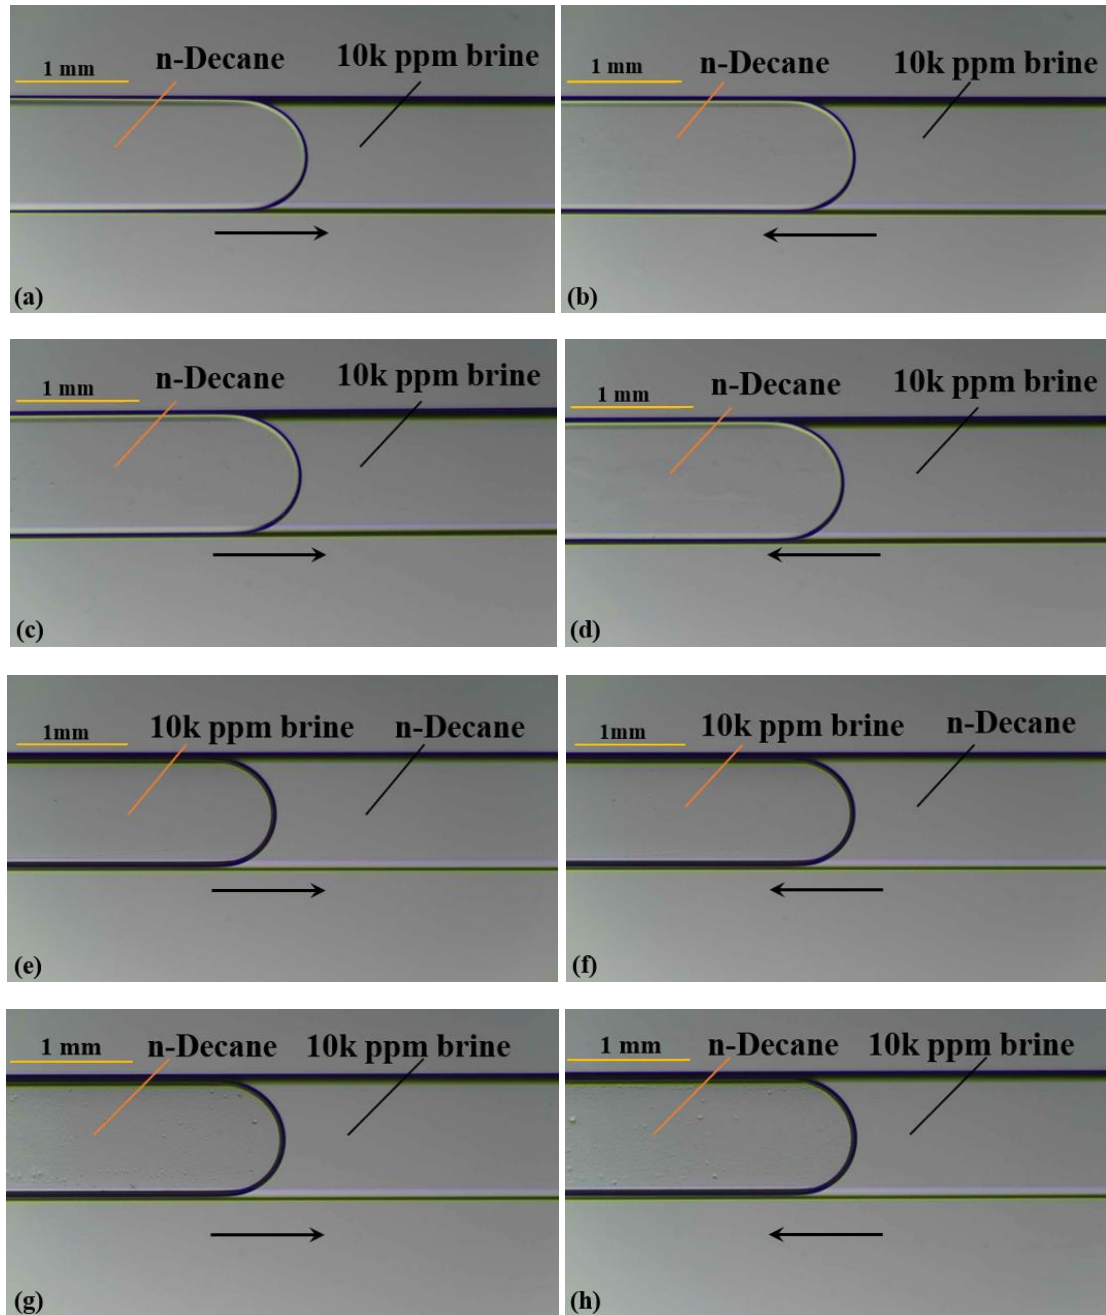 1 mm n-Decane 10k ppm brine
(a)
1 mm n-Decane 10k ppm brine
(b)
1 mm n-Decane 10k ppm brine
(c)
1 mm n-Decane 10k ppm brine
(d)
1mm 10k ppm brine n-Decane
(e)
1mm 10k ppm brine n-Decane
(f)
1 mm n-Decane 10k ppm brine
(g)
1 mm n-Decane 10k ppm brine
(h)